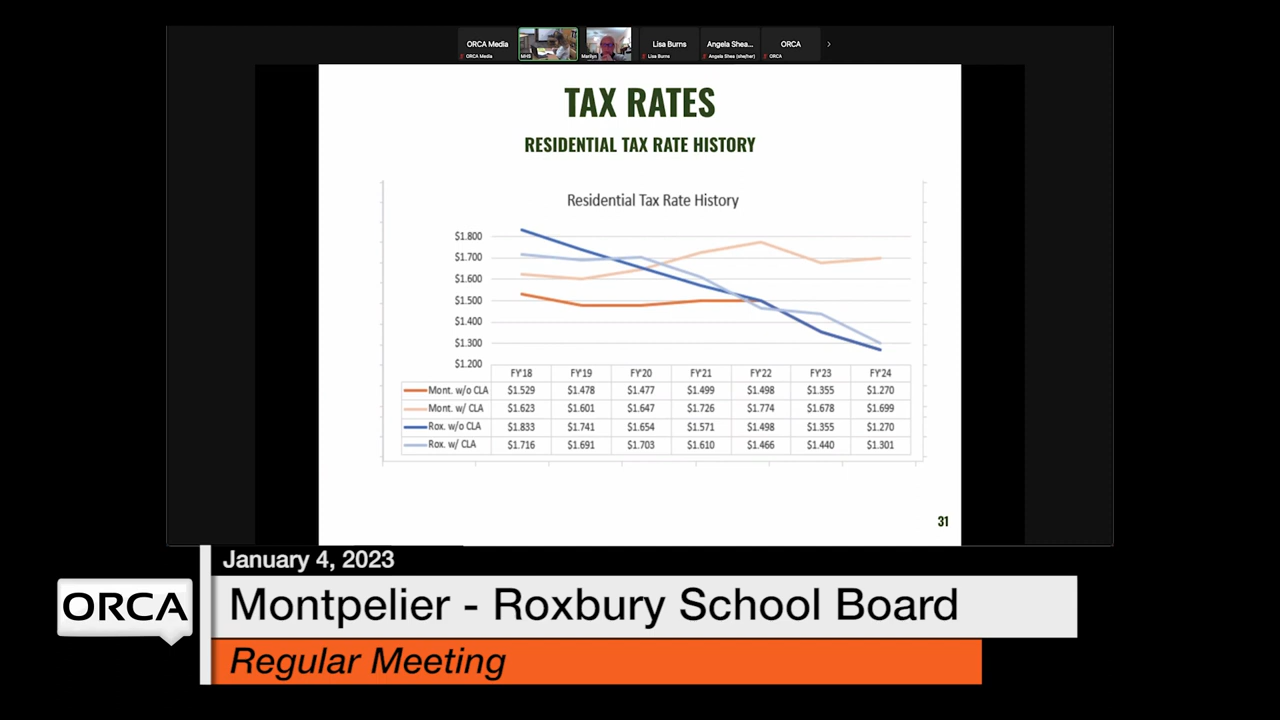 ORCA Media
Lisa Burns
Angela Shea...
ORCA
ORCA Media
MHS
Marilyn
Lisa Burns
Angela Shea (she/her)
ORCA
TAX RATES
RESIDENTIAL TAX RATE HISTORY
Residential Tax Rate History
$1.800
$1.700
$1.600
$1.500
$1.400
$1.300
$1.200
FY'18 FY'19 FY'20 FY'21 FY'22 FY'23 FY'24
Mont. w/o CLA $1.529 $1.478 $1.477 $1.499 $1.498 $1.355 $1.270
Mont. w/ CLA $1.623 $1.601 $1.647 $1.726 $1.774 $1.678 $1.699
Rox. w/o CLA $1.833 $1.741 $1.654 $1.571 $1.498 $1.355 $1.270
Rox. w/ CLA $1.716 $1.691 $1.703 $1.610 $1.466 $1.440 $1.301
31
January 4, 2023
ORCA
Montpelier - Roxbury School Board
Regular Meeting